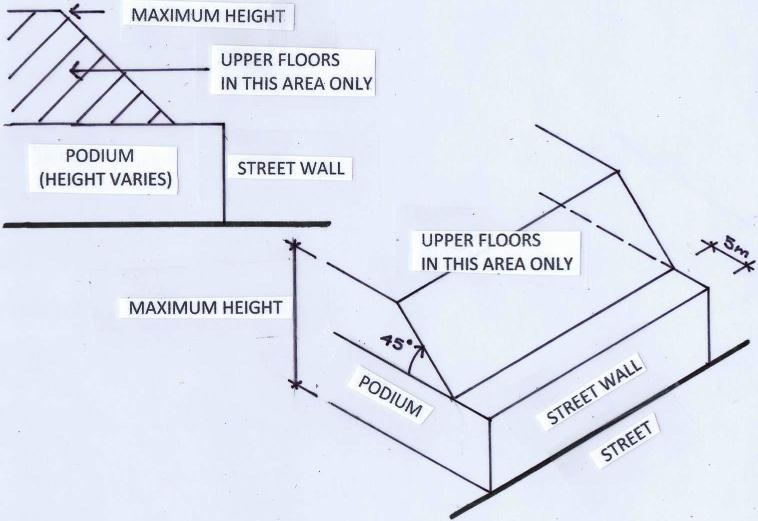 MAXIMUM HEIGHT
UPPER FLOORS
IN THIS AREA ONLY
PODIUM
(HEIGHT VARIES)
STREET WALL
UPPER FLOORS
IN THIS AREA ONLY
5m
MAXIMUM HEIGHT
45°
PODIUM
STREET WALL
STREET